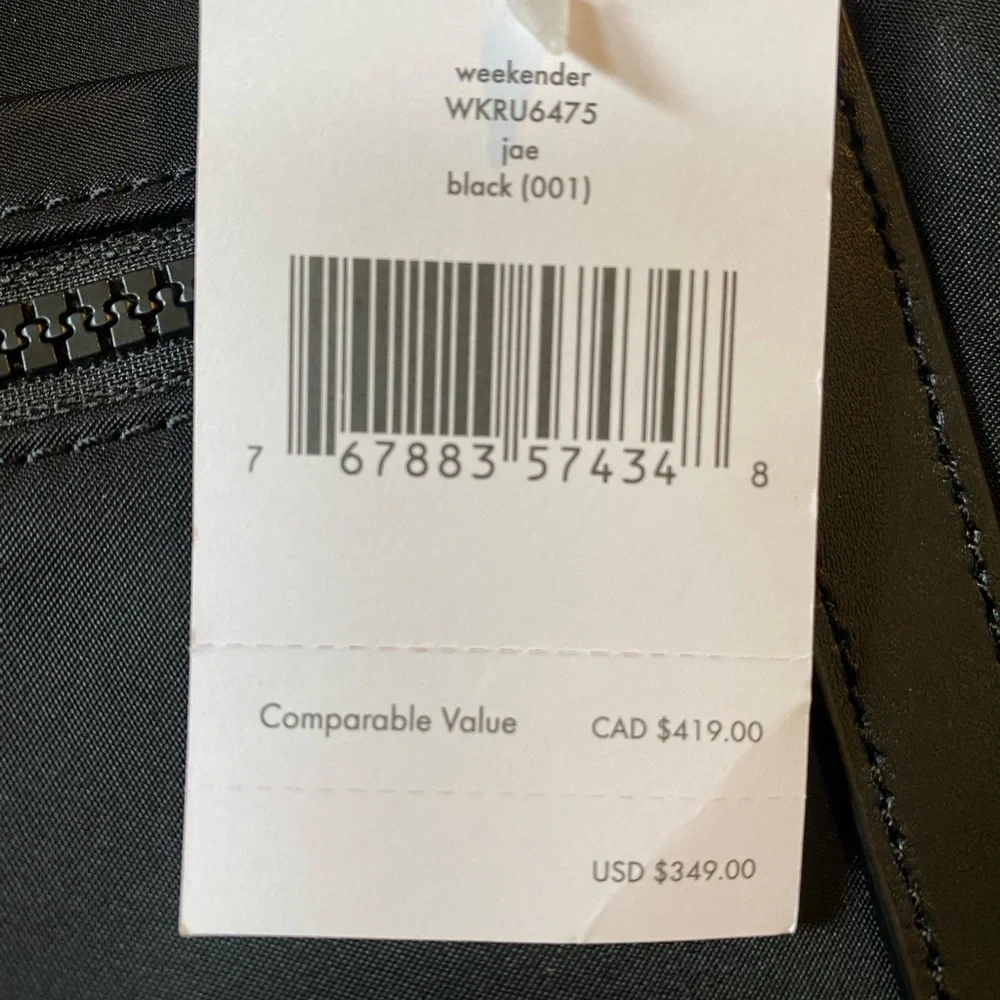 weekender
WKRU6475
jae
black (001)
7 67883 57434 8
Comparable Value CAD $419.00
USD $349.00